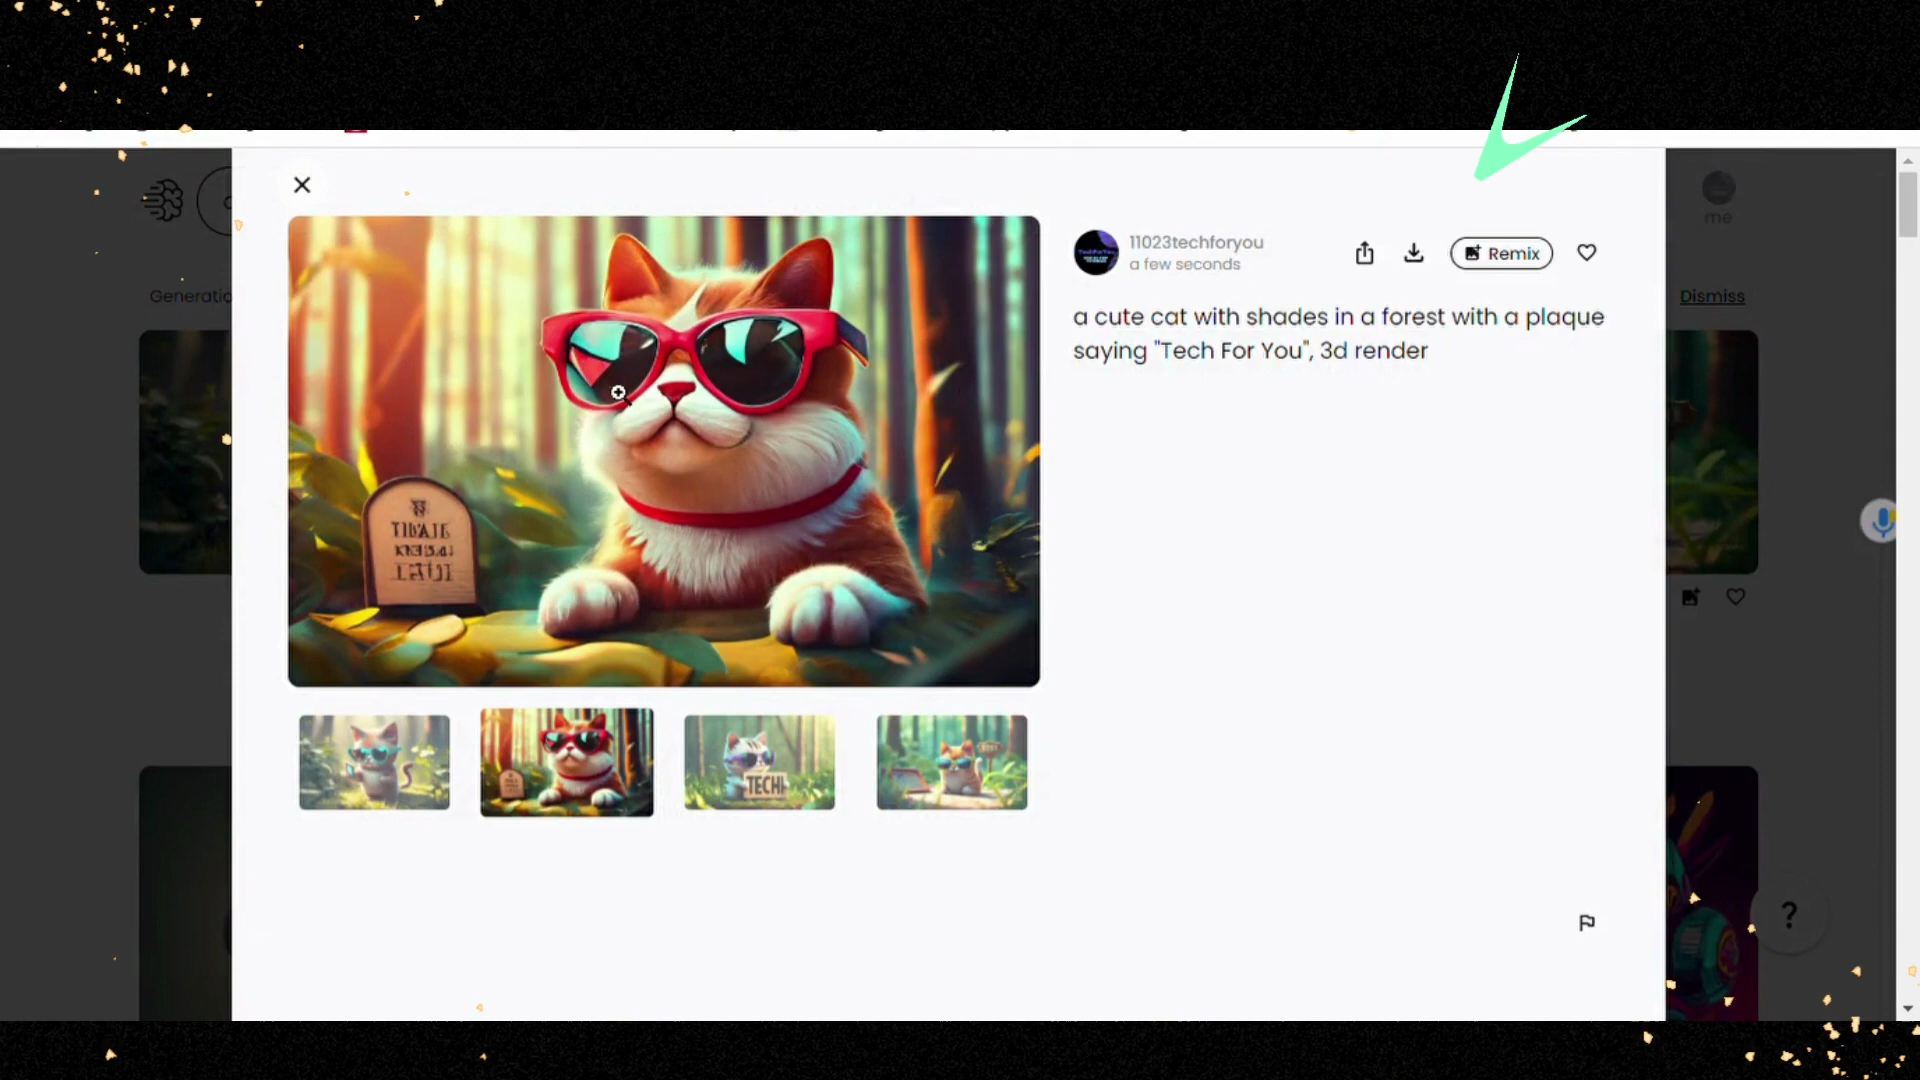 me
Generatio
Dismiss
11023techforyou
a few seconds
Remix
a cute cat with shades in a forest with a plaque
saying "Tech For You", 3d render
TECH
?